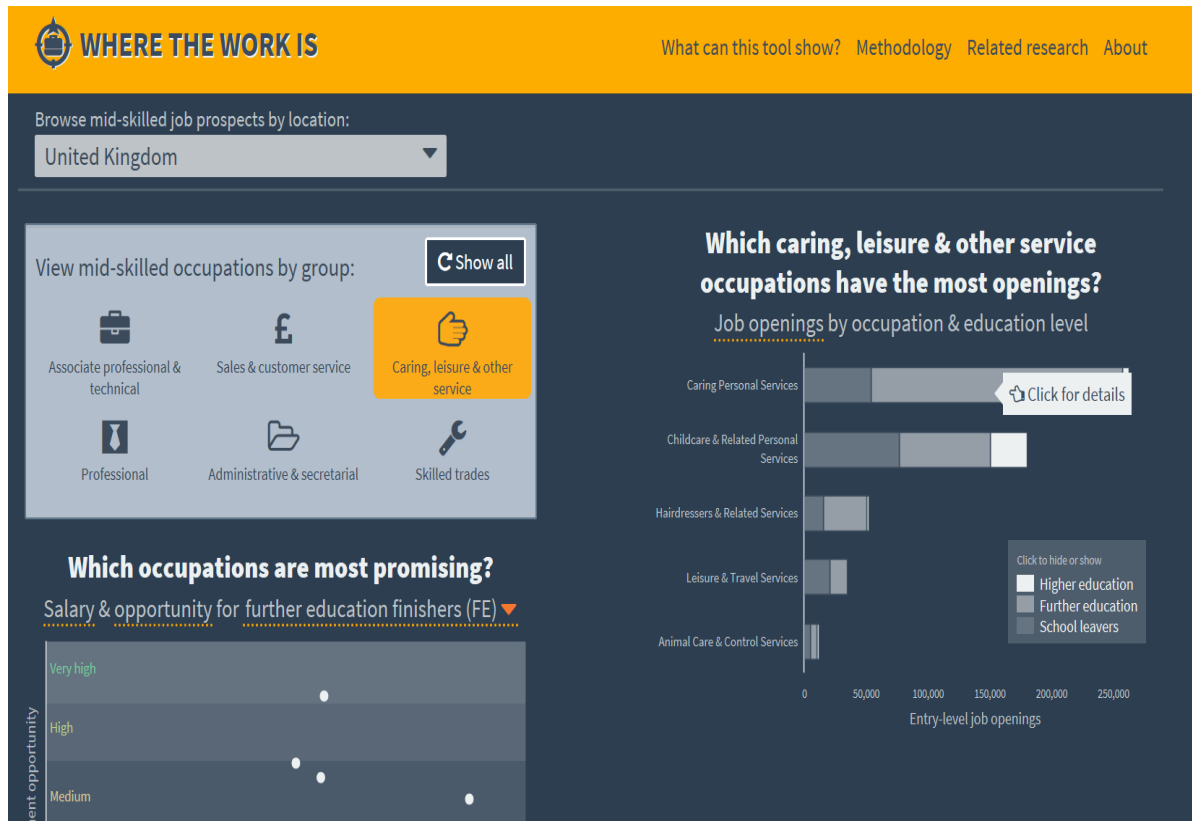 WHERE THE WORK IS
What can this tool show? Methodology Related research About
Browse mid-skilled job prospects by location:
United Kingdom
View mid-skilled occupations by group:
Show all
Associate professional &
technical
Sales & customer service
Caring, leisure & other
service
Professional
Administrative & secretarial
Skilled trades
Which occupations are most promising?
Salary & opportunity for further education finishers (FE)
Very high
High
Medium
Which caring, leisure & other service
occupations have the most openings?
Job openings by occupation & education level
Caring Personal Services
Click for details
Childcare & Related Personal
Services
Hairdressers & Related Services
Leisure & Travel Services
Animal Care & Control Services
Click to hide or show
Higher education
Further education
School leavers
0 50,000 100,000 150,000 200,000 250,000
Entry-level job openings